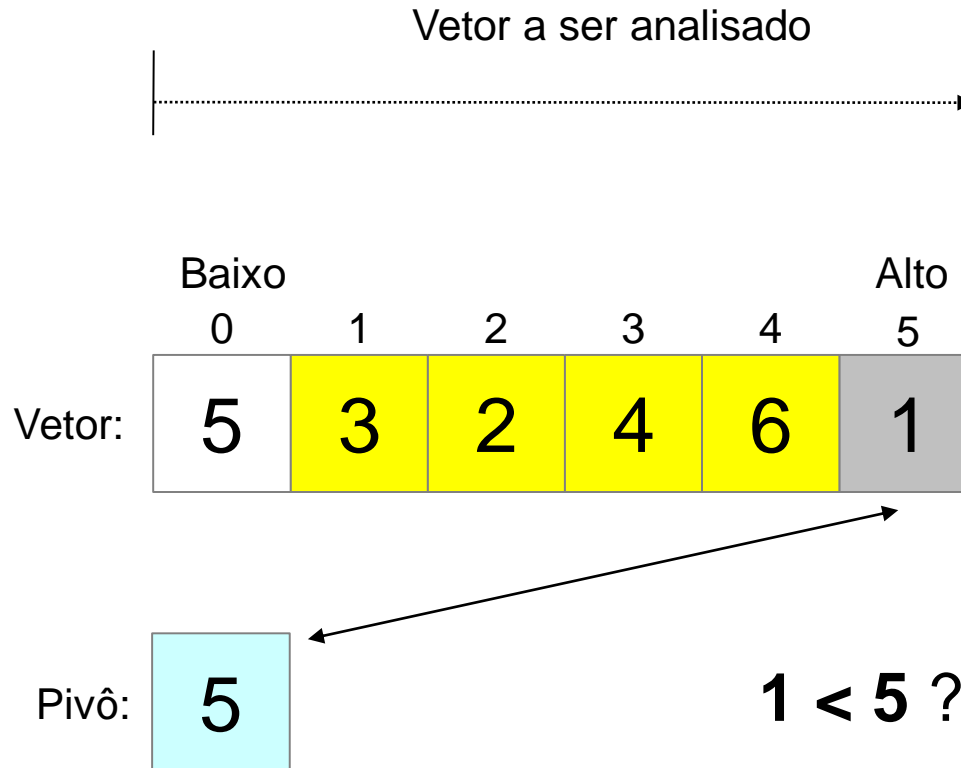 Vetor a ser analisado
Baixo Alto
0 1 2 3 4 5
Vetor: 5 3 2 4 6 1
Pivô: 5 1 < 5 ?